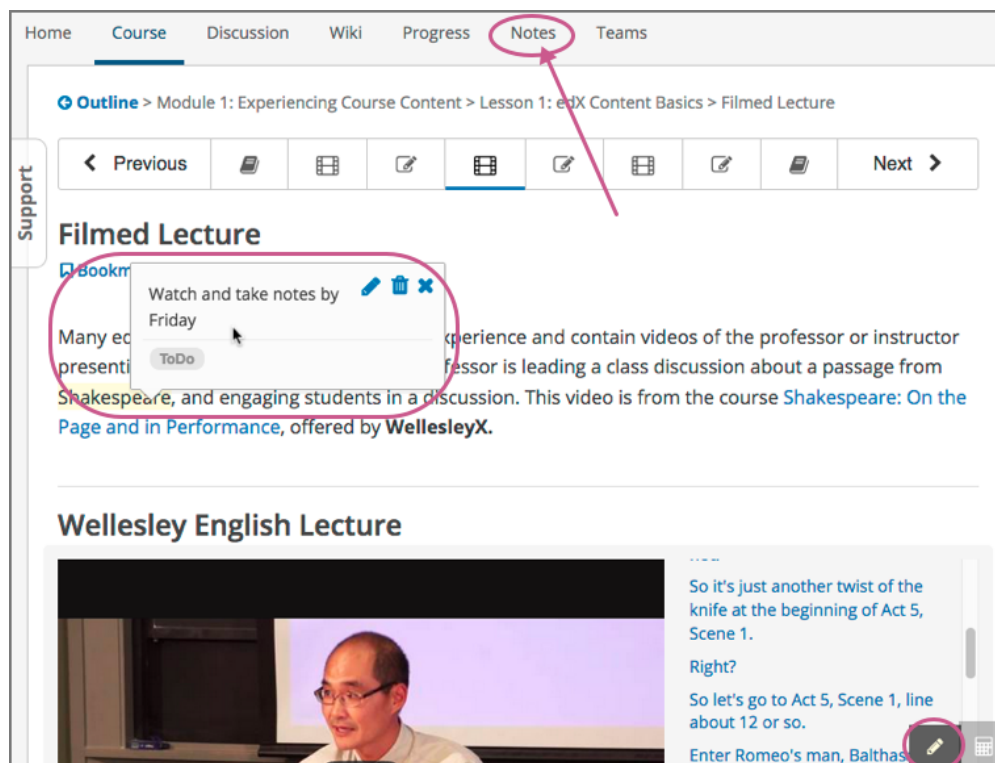 Home Course Discussion Wiki Progress Notes Teams
Outline > Module 1: Experiencing Course Content > Lesson 1: edX Content Basics > Filmed Lecture
Support
Previous Next
Filmed Lecture
Bookm
Watch and take notes by
Friday
ToDo
Many ed xperience and contain videos of the professor or instructor
presenti fessor is leading a class discussion about a passage from
Shakespeare, and engaging students in a discussion. This video is from the course Shakespeare: On the
Page and in Performance, offered by WellesleyX.
Wellesley English Lecture
So it's just another twist of the
knife at the beginning of Act 5,
Scene 1.
Right?
So let's go to Act 5, Scene 1, line
about 12 or so.
Enter Romeo's man, Balthas